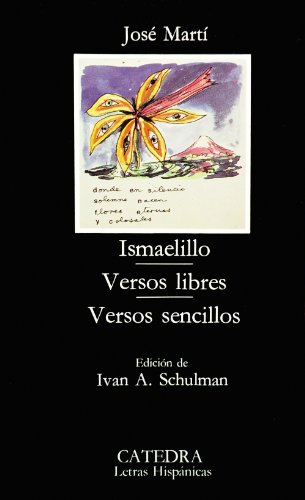 José Martí
donde en silencio
solemne nacen
flores eternas
y colosales
Ismaelillo
Versos libres
Versos sencillos
Edición de
Ivan A. Schulman
CATEDRA
Letras Hispánicas